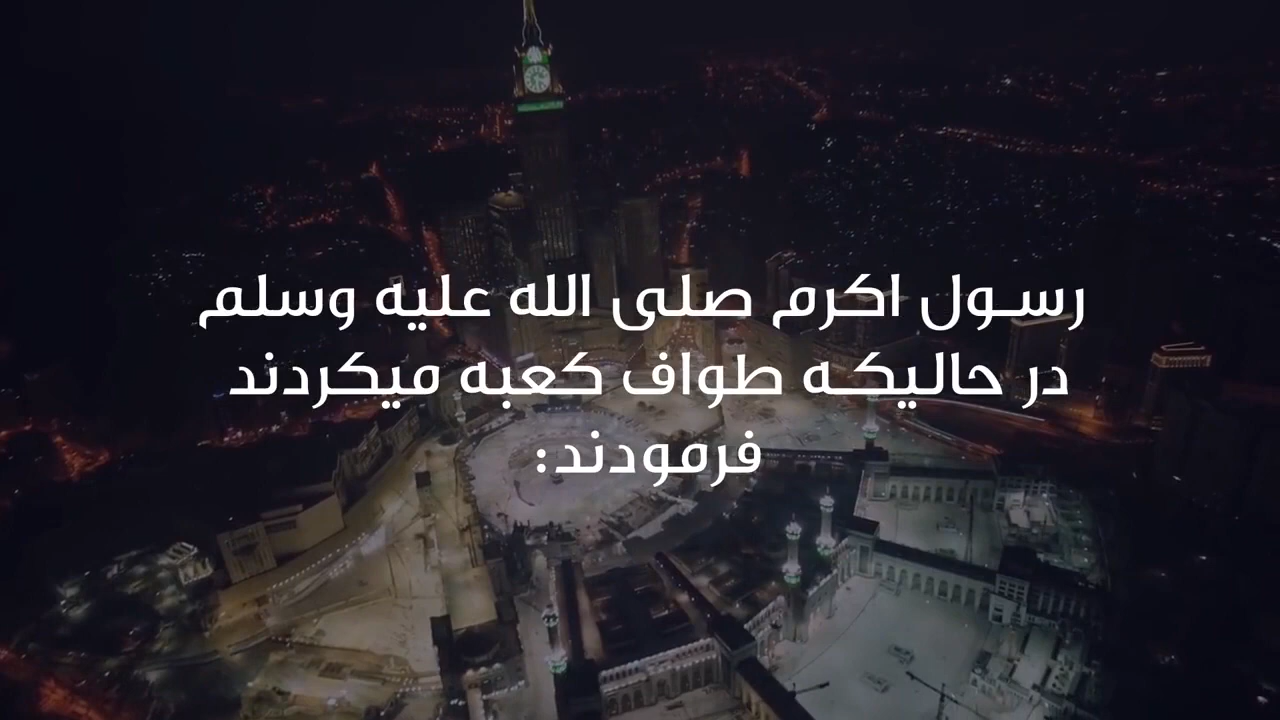 رسول اکرم صلی الله علیه وسلم
در حالیکه طواف کعبه میکردند
فرمودند: